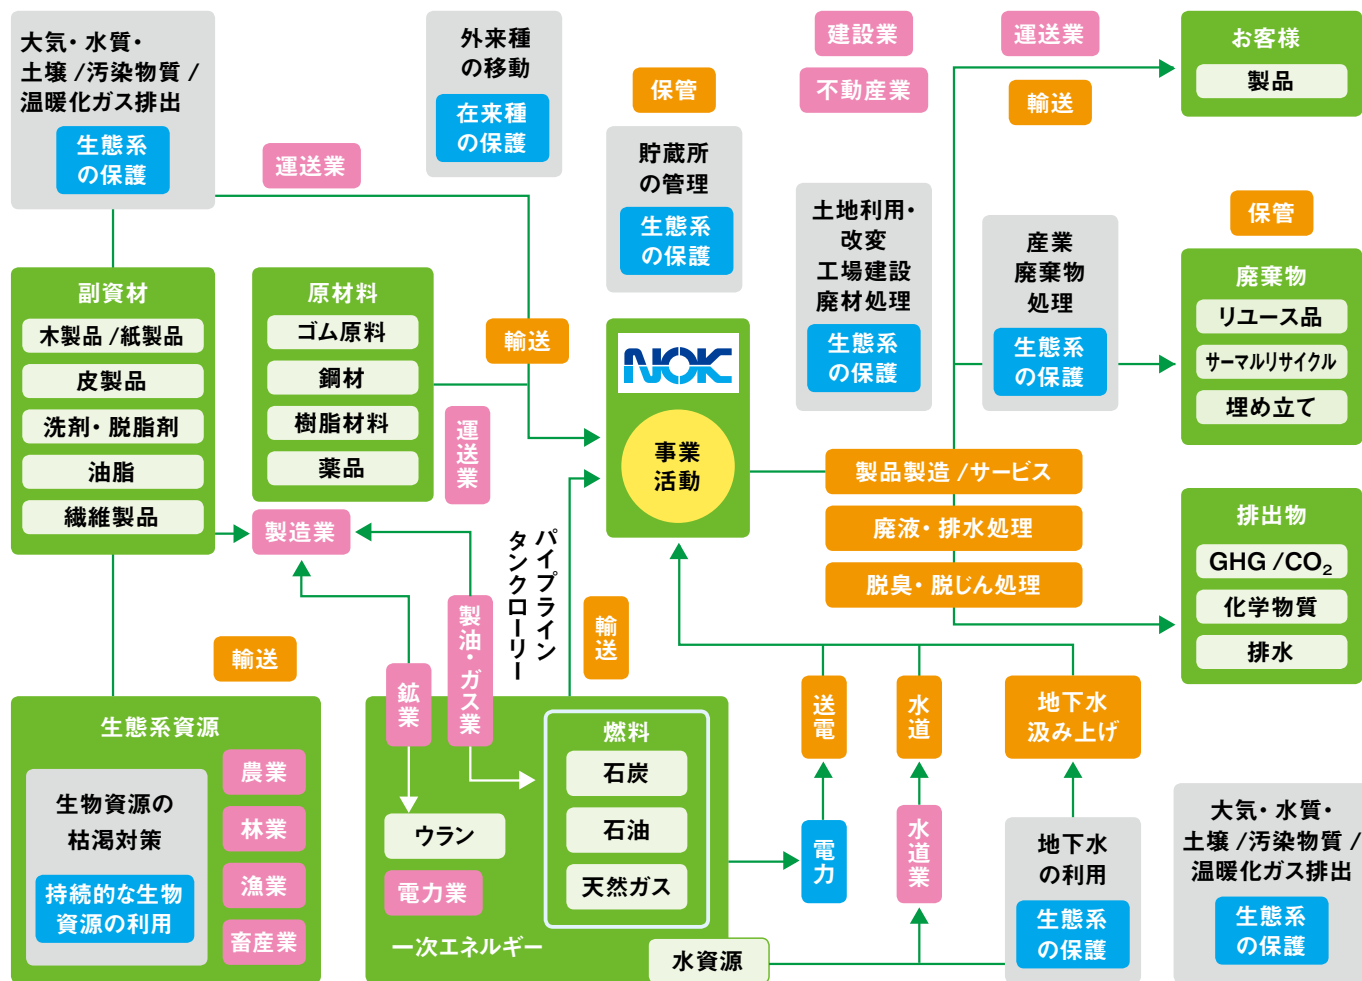 大気・水質・
土壌/汚染物質/
温暖化ガス排出
生態系
の保護
運送業
外来種
の移動
在来種
の保護
保管
貯蔵所
の管理
生態系
の保護
建設業
不動産業
土地利用・
改変
工場建設
廃材処理
生態系
の保護
運送業
輸送
産業
廃棄物
処理
生態系
の保護
お客様
製品
保管
廃棄物
リユース品
サーマルリサイクル
埋め立て
副資材
木製品/紙製品
皮製品
洗剤・脱脂剤
油脂
繊維製品
原材料
ゴム原料
鋼材
樹脂材料
薬品
輸送
運送業
製造業
NOK
事業
活動
製品製造/サービス
廃液・排水処理
脱臭・脱じん処理
排出物
GHG/CO₂
化学物質
排水
パイプライン
タンクローリー
輸送
輸送
鉱業
製油・ガス業
生態系資源
生物資源の
枯渇対策
持続的な生物
資源の利用
農業
林業
漁業
畜産業
燃料
石炭
石油
天然ガス
ウラン
電力業
一次エネルギー
水資源
送電
水道
地下水
汲み上げ
電力
水道業
地下水
の利用
生態系
の保護
大気・水質・
土壌/汚染物質/
温暖化ガス排出
生態系
の保護